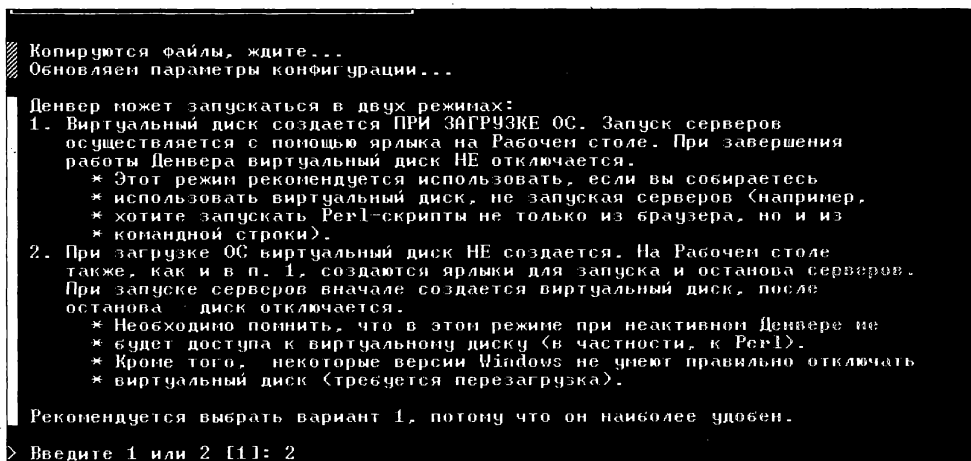 Копируются файлы, ждите...
Обновляем параметры конфигурации...
Денвер может запускаться в двух режимах:
1. Виртуальный диск создается ПРИ ЗАГРУЗКЕ ОС. Запуск серверов
осуществляется с помощью ярлыка на Рабочем столе. При завершения
работы Денвера виртуальный диск НЕ отключается.
* Этот режим рекомендуется использовать, если вы собираетесь
* использовать виртуальный диск, не запуская серверов (например,
* хотите запускать Perl-скрипты не только из браузера, но и из
* командной строки).
2. При загрузке ОС виртуальный диск НЕ создается. На Рабочем столе
также, как и в п. 1, создаются ярлыки для запуска и останова серверов.
При запуске серверов вначале создается виртуальный диск, после
останова диск отключается.
* Необходимо помнить, что в этом режиме при неактивном Денвере не
* будет доступа к виртуальному диску (в частности, к Perl).
* Кроме того, некоторые версии Windows не умеют правильно отключать
* виртуальный диск (требуется перезагрузка).
Рекомендуется выбрать вариант 1, потому что он наиболее удобен.
> Введите 1 или 2 [1]: 2